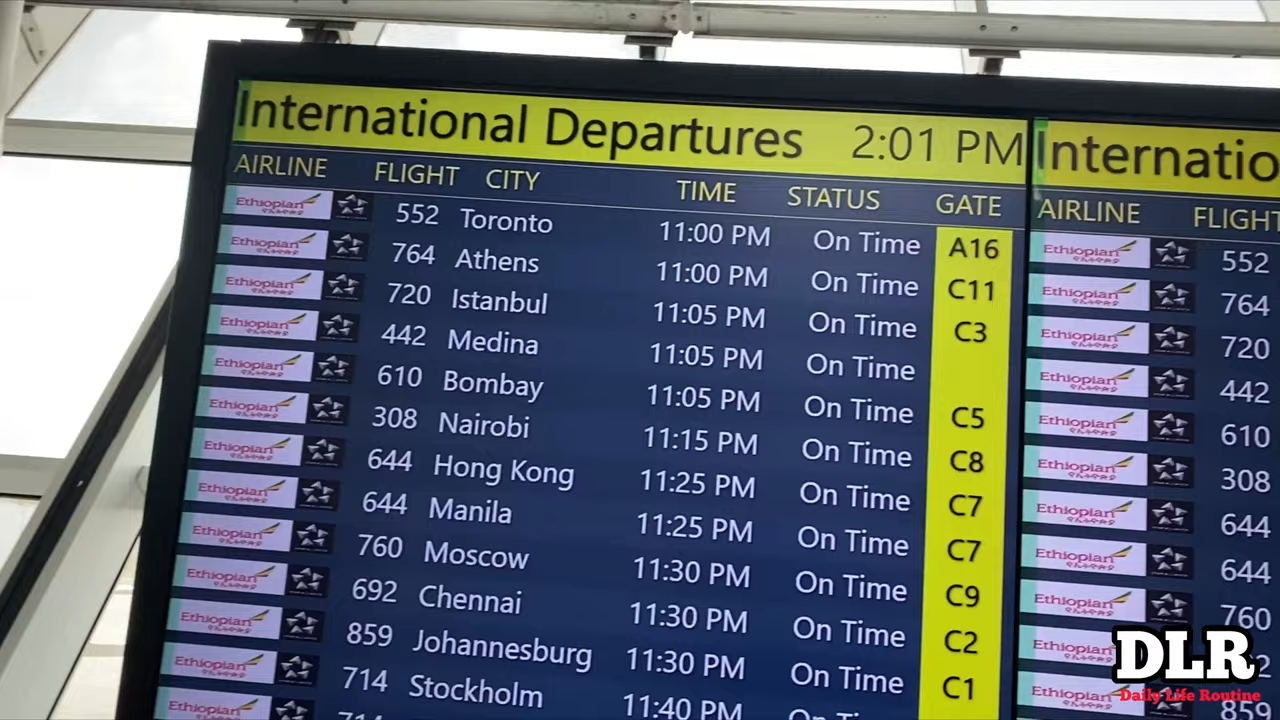 International Departures 2:01 PM
AIRLINE FLIGHT CITY TIME STATUS GATE
Ethiopian 552 Toronto 11:00 PM On Time A16
Ethiopian 764 Athens 11:00 PM On Time C11
Ethiopian 720 Istanbul 11:05 PM On Time C3
Ethiopian 442 Medina 11:05 PM On Time
Ethiopian 610 Bombay 11:05 PM On Time C5
Ethiopian 308 Nairobi 11:15 PM On Time C8
Ethiopian 644 Hong Kong 11:25 PM On Time C7
Ethiopian 644 Manila 11:25 PM On Time C7
Ethiopian 760 Moscow 11:30 PM On Time C9
Ethiopian 692 Chennai 11:30 PM On Time C2
Ethiopian 859 Johannesburg 11:30 PM On Time C1
Ethiopian 714 Stockholm 11:40 PM On Time
Ethiopian 714
Internatio
AIRLINE FLIGHT
Ethiopian 552
Ethiopian 764
Ethiopian 720
Ethiopian 442
Ethiopian 610
Ethiopian 308
Ethiopian 644
Ethiopian 644
Ethiopian 760
Ethiopian 2
Ethiopian 859
DLR
Daily Life Routine